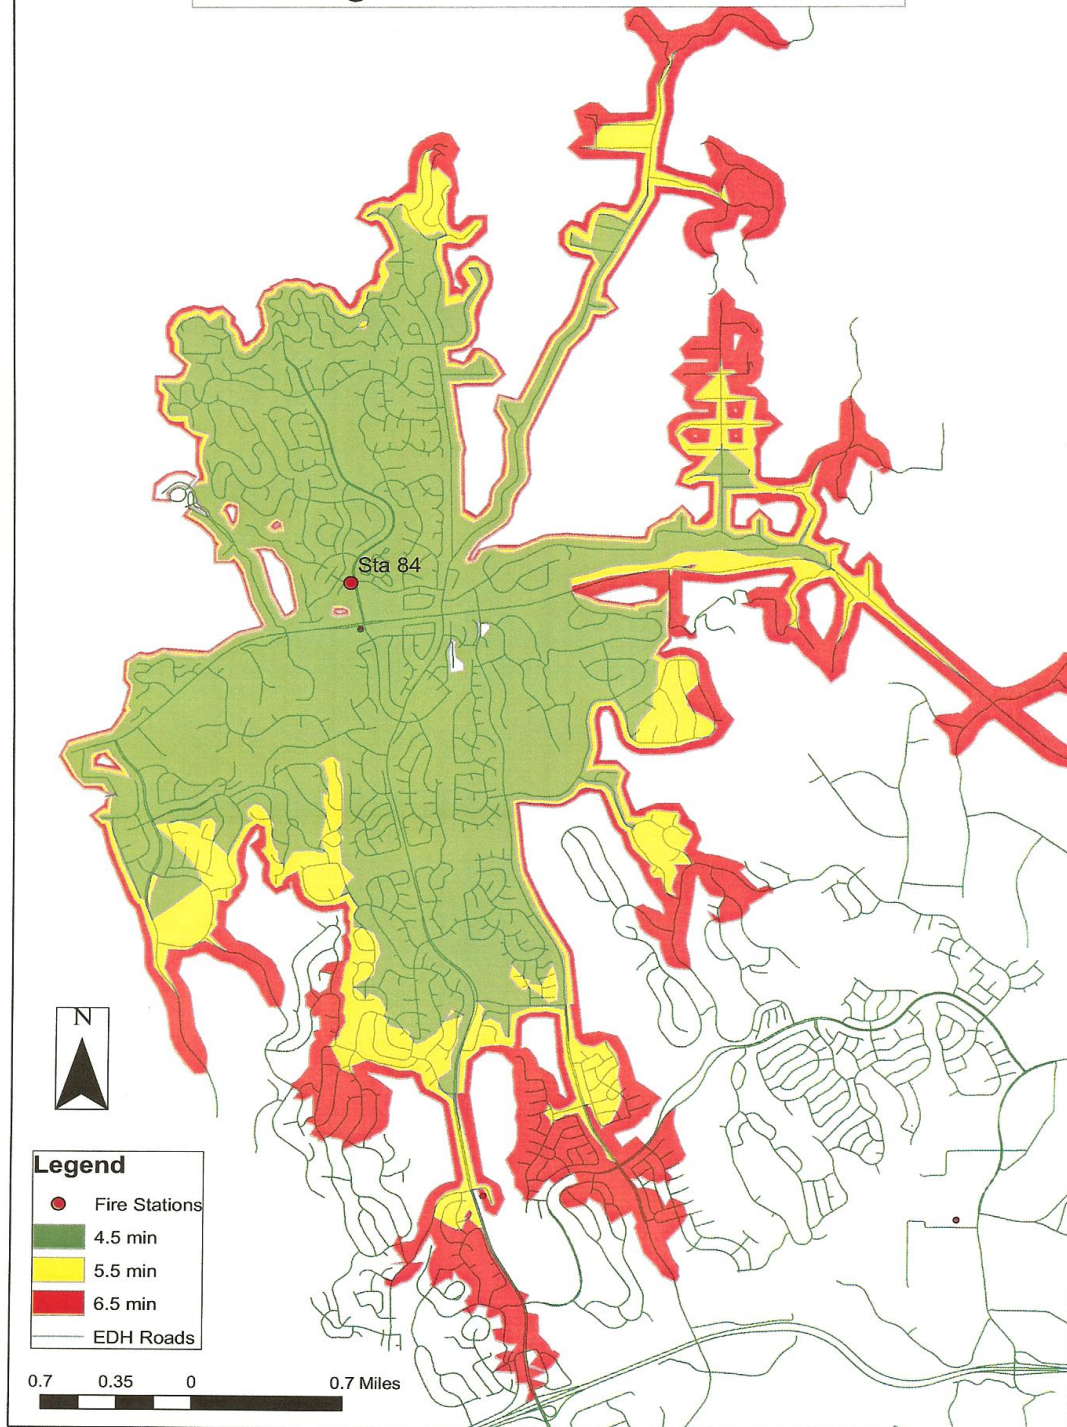 Sta 84
N
Legend
Fire Stations
4.5 min
5.5 min
6.5 min
EDH Roads
0.7 0.35 0 0.7 Miles